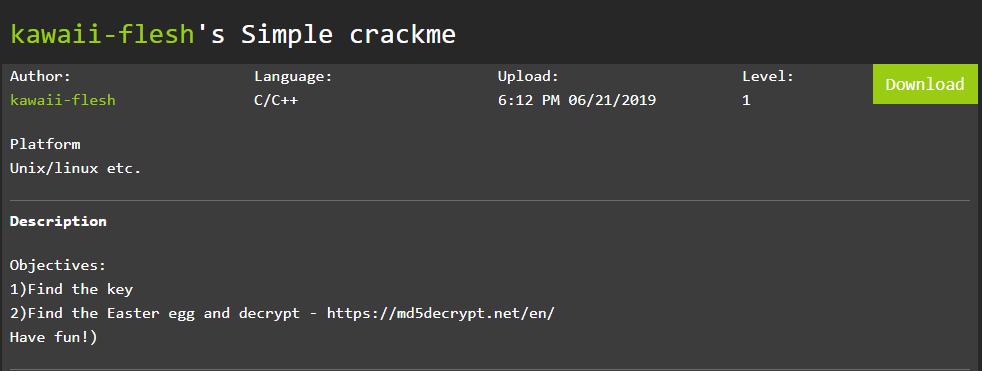 kawaii-flesh's Simple crackme
Author: Language: Upload: Level: Download
kawaii-flesh C/C++ 6:12 PM 06/21/2019 1
Platform
Unix/linux etc.
Description
Objectives:
1)Find the key
2)Find the Easter egg and decrypt - https://md5decrypt.net/en/
Have fun!)